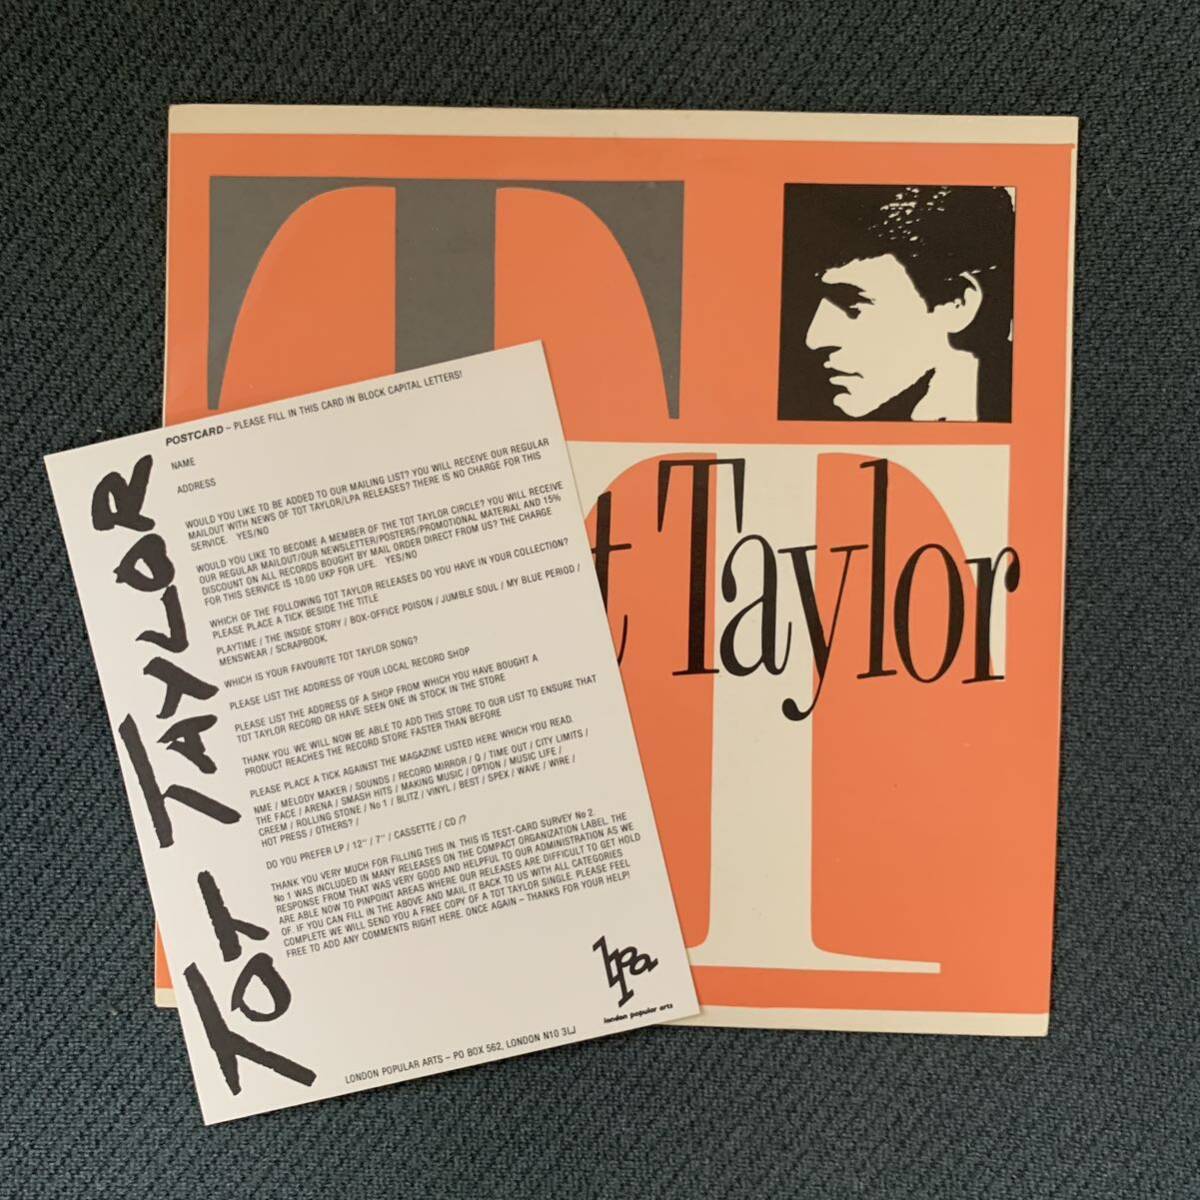 T
T
t Taylor
TOT TAYLOR
POSTCARD – PLEASE FILL IN THIS CARD IN BLOCK CAPITAL LETTERS!
NAME
ADDRESS
WOULD YOU LIKE TO BE ADDED TO OUR MAILING LIST? YOU WILL RECEIVE OUR REGULAR
MAILOUT WITH NEWS OF TOT TAYLOR/LPA RELEASES? THERE IS NO CHARGE FOR THIS
SERVICE. YES/NO
WOULD YOU LIKE TO BECOME A MEMBER OF THE TOT TAYLOR CIRCLE? YOU WILL RECEIVE
OUR REGULAR MAILOUT/OUR NEWSLETTER/POSTERS/PROMOTIONAL MATERIAL AND 15%
DISCOUNT ON ALL RECORDS BOUGHT BY MAIL ORDER DIRECT FROM US? THE CHARGE
FOR THIS SERVICE IS 10.00 UKP FOR LIFE. YES/NO
WHICH OF THE FOLLOWING TOT TAYLOR RELEASES DO YOU HAVE IN YOUR COLLECTION?
PLEASE PLACE A TICK BESIDE THE TITLE
PLAYTIME / THE INSIDE STORY / BOX-OFFICE POISON / JUMBLE SOUL / MY BLUE PERIOD /
MENSWEAR / SCRAPBOOK.
WHICH IS YOUR FAVOURITE TOT TAYLOR SONG?
PLEASE LIST THE ADDRESS OF YOUR LOCAL RECORD SHOP
PLEASE LIST THE ADDRESS OF A SHOP FROM WHICH YOU HAVE BOUGHT A
TOT TAYLOR RECORD OR HAVE SEEN ONE IN STOCK IN THE STORE
THANK YOU. WE WILL NOW BE ABLE TO ADD THIS STORE TO OUR LIST TO ENSURE THAT
PRODUCT REACHES THE RECORD STORE FASTER THAN BEFORE
PLEASE PLACE A TICK AGAINST THE MAGAZINE LISTED HERE WHICH YOU READ.
NME / MELODY MAKER / SOUNDS / RECORD MIRROR / Q / TIME OUT / CITY LIMITS /
THE FACE / ARENA / SMASH HITS / MAKING MUSIC / OPTION / MUSIC LIFE /
CREEM / ROLLING STONE / No 1 / BLITZ / VINYL / BEST / SPEX / WAVE / WIRE /
HOT PRESS / OTHERS? /
DO YOU PREFER LP / 12" / 7" / CASSETTE / CD /?
THANK YOU VERY MUCH FOR FILLING THIS IN. THIS IS TEST-CARD SURVEY No 2.
No 1 WAS INCLUDED IN MANY RELEASES ON THE COMPACT ORGANIZATION LABEL. THE
RESPONSE FROM THAT WAS VERY GOOD AND HELPFUL TO OUR ADMINISTRATION AS WE
ARE ABLE NOW TO PINPOINT AREAS WHERE OUR RELEASES ARE DIFFICULT TO GET HOLD
OF. IF YOU CAN FILL IN THE ABOVE AND MAIL IT BACK TO US WITH ALL CATEGORIES
COMPLETE WE WILL SEND YOU A FREE COPY OF A TOT TAYLOR SINGLE. PLEASE FEEL
FREE TO ADD ANY COMMENTS RIGHT HERE. ONCE AGAIN – THANKS FOR YOUR HELP!
lpa
london popular arts
LONDON POPULAR ARTS – PO BOX 562, LONDON N10 3LJ